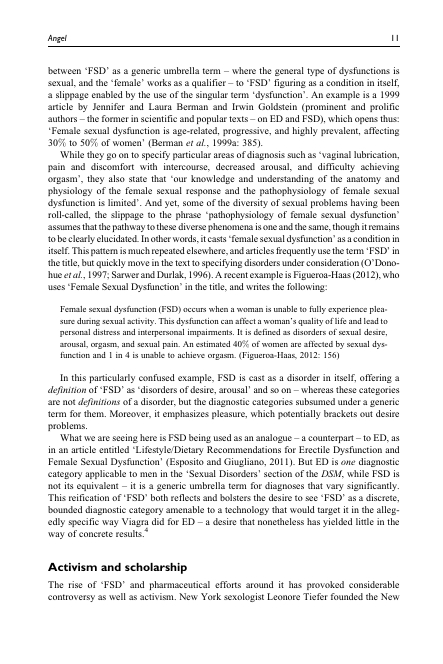 Angel 11
between ‘FSD’ as a generic umbrella term – where the general type of dysfunctions is
sexual, and the ‘female’ works as a qualifier – to ‘FSD’ figuring as a condition in itself,
a slippage enabled by the use of the singular term ‘dysfunction’. An example is a 1999
article by Jennifer and Laura Berman and Irwin Goldstein (prominent and prolific
authors – the former in scientific and popular texts – on ED and FSD), which opens thus:
‘Female sexual dysfunction is age-related, progressive, and highly prevalent, affecting
30% to 50% of women’ (Berman et al., 1999a: 385).
While they go on to specify particular areas of diagnosis such as ‘vaginal lubrication,
pain and discomfort with intercourse, decreased arousal, and difficulty achieving
orgasm’, they also state that ‘our knowledge and understanding of the anatomy and
physiology of the female sexual response and the pathophysiology of female sexual
dysfunction is limited’. And yet, some of the diversity of sexual problems having been
roll-called, the slippage to the phrase ‘pathophysiology of female sexual dysfunction’
assumes that the pathway to these diverse phenomena is one and the same, though it remains
to be clearly elucidated. In other words, it casts ‘female sexual dysfunction’ as a condition in
itself. This pattern is much repeated elsewhere, and articles frequently use the term ‘FSD’ in
the title, but quickly move in the text to specifying disorders under consideration (O’Dono-
hue et al., 1997; Sarwer and Durlak, 1996). A recent example is Figueroa-Haas (2012), who
uses ‘Female Sexual Dysfunction’ in the title, and writes the following:
Female sexual dysfunction (FSD) occurs when a woman is unable to fully experience plea-
sure during sexual activity. This dysfunction can affect a woman’s quality of life and lead to
personal distress and interpersonal impairments. It is defined as disorders of sexual desire,
arousal, orgasm, and sexual pain. An estimated 40% of women are affected by sexual dys-
function and 1 in 4 is unable to achieve orgasm. (Figueroa-Haas, 2012: 156)
In this particularly confused example, FSD is cast as a disorder in itself, offering a
definition of ‘FSD’ as ‘disorders of desire, arousal’ and so on – whereas these categories
are not definitions of a disorder, but the diagnostic categories subsumed under a generic
term for them. Moreover, it emphasizes pleasure, which potentially brackets out desire
problems.
What we are seeing here is FSD being used as an analogue – a counterpart – to ED, as
in an article entitled ‘Lifestyle/Dietary Recommendations for Erectile Dysfunction and
Female Sexual Dysfunction’ (Esposito and Giugliano, 2011). But ED is one diagnostic
category applicable to men in the ‘Sexual Disorders’ section of the DSM, while FSD is
not its equivalent – it is a generic umbrella term for diagnoses that vary significantly.
This reification of ‘FSD’ both reflects and bolsters the desire to see ‘FSD’ as a discrete,
bounded diagnostic category amenable to a technology that would target it in the alleg-
edly specific way Viagra did for ED – a desire that nonetheless has yielded little in the
way of concrete results.4
Activism and scholarship
The rise of ‘FSD’ and pharmaceutical efforts around it has provoked considerable
controversy as well as activism. New York sexologist Leonore Tiefer founded the New